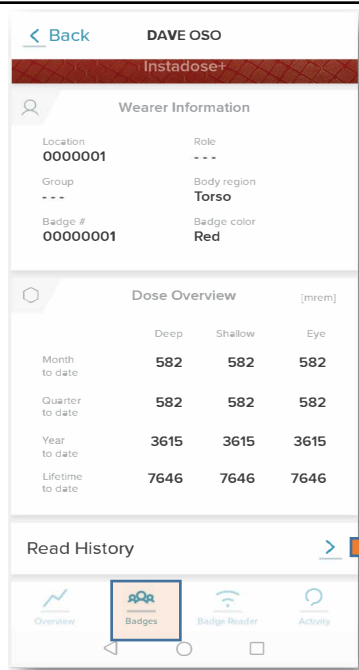 < Back DAVE OSO
Instadose+
Wearer Information
Location Role
0000001 - - -
Group Body region
- - - Torso
Badge # Badge color
00000001 Red
Dose Overview [mrem]
Deep Shallow Eye
Month
to date 582 582 582
Quarter
to date 582 582 582
Year
to date 3615 3615 3615
Lifetime
to date 7646 7646 7646
Read History >
Overview Badges Badge Reader Activity